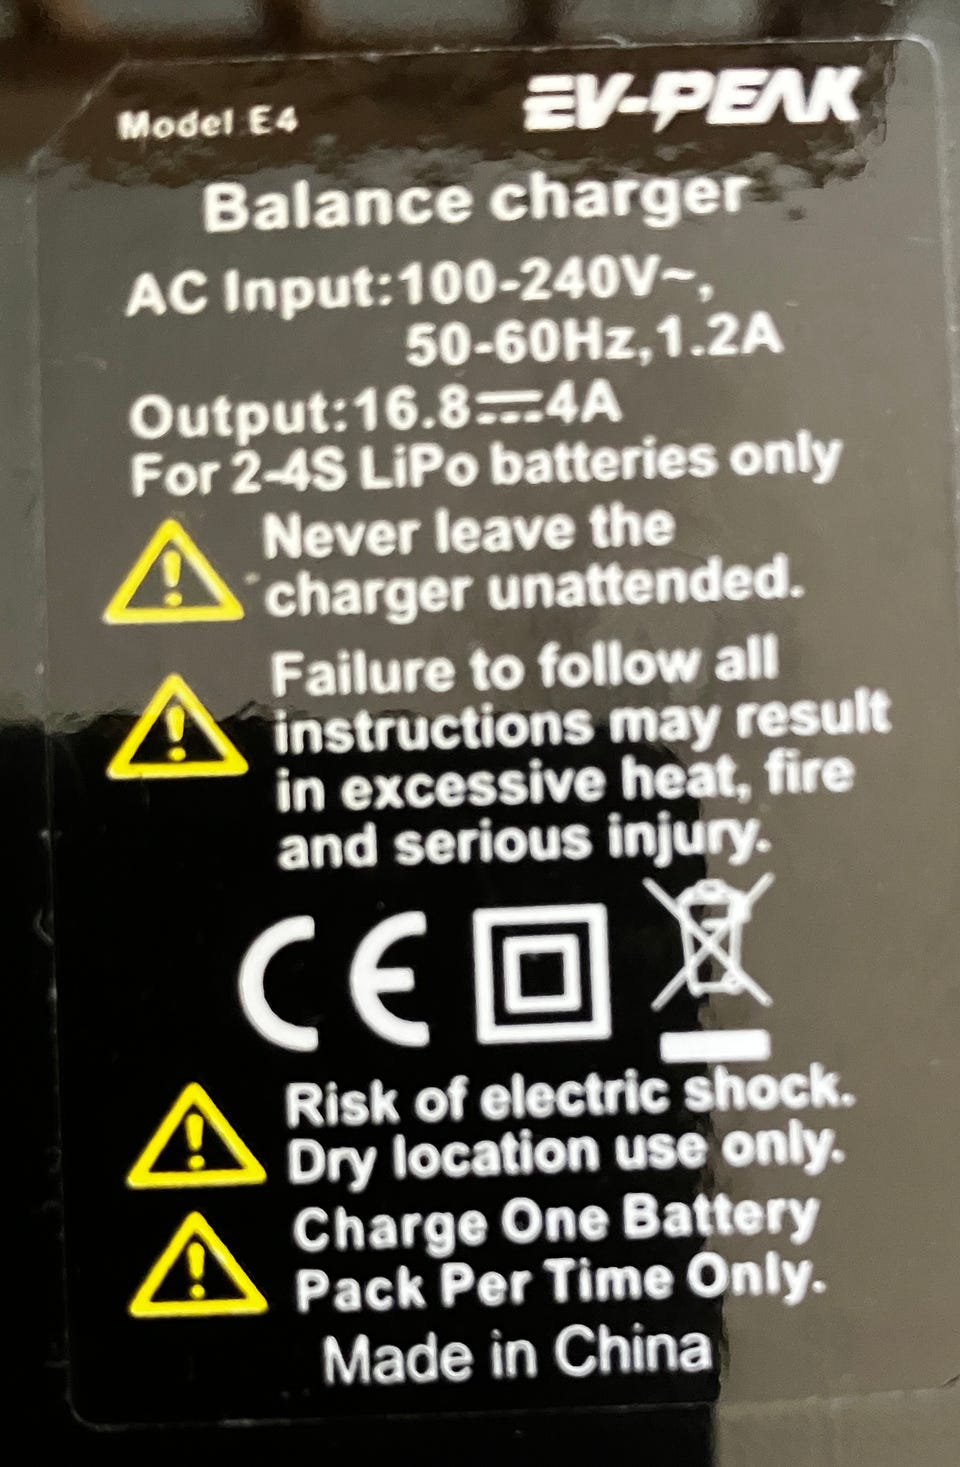 Model E4
EV-PEAK
Balance charger
AC Input:100-240V~,
50-60Hz,1.2A
Output:16.8⎓4A
For 2-4S LiPo batteries only
Never leave the
charger unattended.
Failure to follow all
instructions may result
in excessive heat, fire
and serious injury.
CE
Risk of electric shock.
Dry location use only.
Charge One Battery
Pack Per Time Only.
Made in China